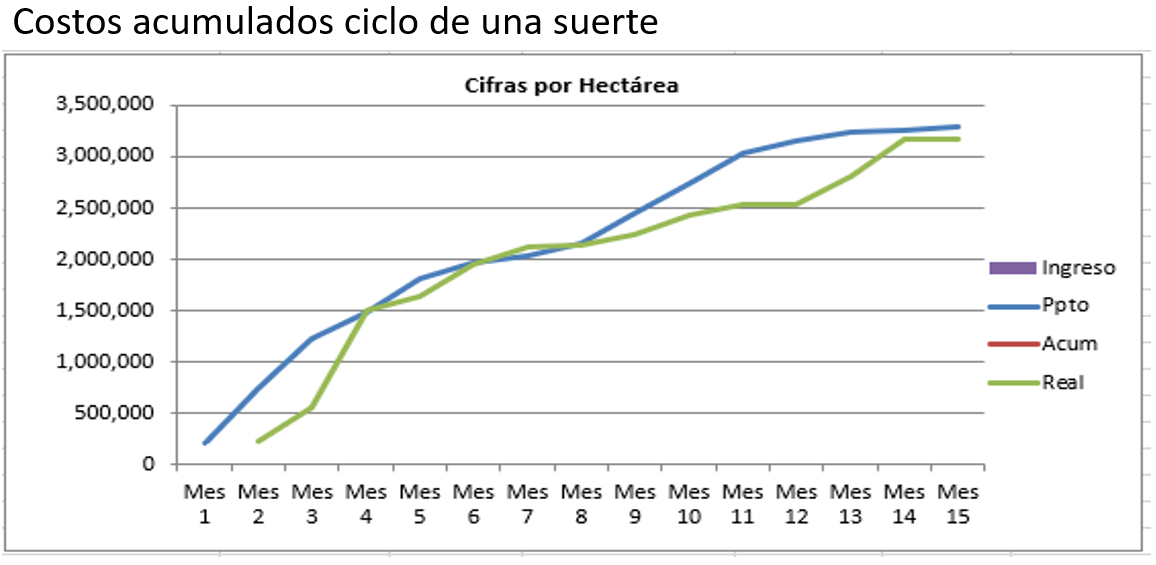 Costos acumulados ciclo de una suerte
Cifras por Hectárea
3,500,000
3,000,000
2,500,000
2,000,000
1,500,000
1,000,000
500,000
0
Mes Mes Mes Mes Mes Mes Mes Mes Mes Mes Mes Mes Mes Mes Mes
1 2 3 4 5 6 7 8 9 10 11 12 13 14 15
Ingreso
Ppto
Acum
Real